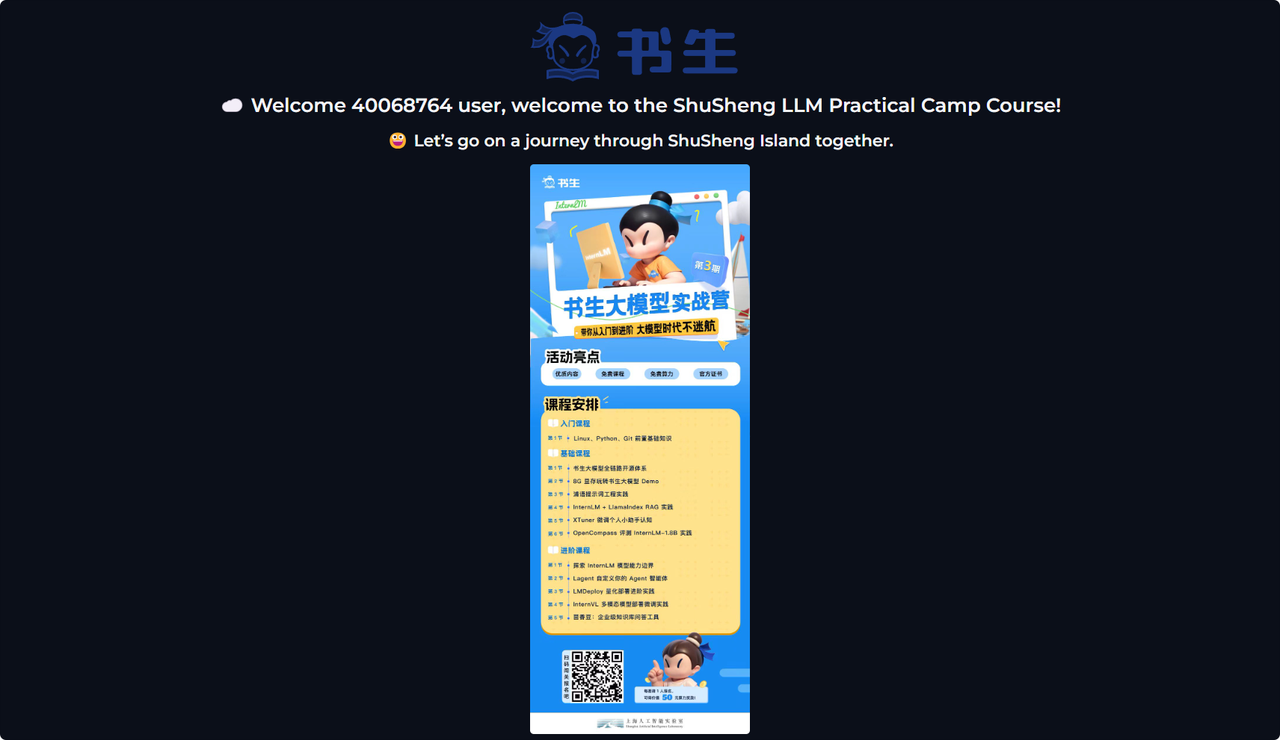 书生
Welcome 40068764 user, welcome to the ShuSheng LLM Practical Camp Course!
Let’s go on a journey through ShuSheng Island together.
书生
InternLM
InternLM
第3期
书生大模型实战营
带你从入门到进阶 大模型时代不迷航
活动亮点
优质内容 免费课程 免费算力 官方证书
课程安排
入门课程
第1节 Linux、Python、Git 前置基础知识
基础课程
第1节 书生大模型全链路开源体系
第2节 8G 显存玩转书生大模型 Demo
第3节 浦语提示词工程实践
第4节 InternLM + LlamaIndex RAG 实践
第5节 XTuner 微调个人小助手认知
第6节 OpenCompass 评测 InternLM-1.8B 实践
进阶课程
第1节 探索 InternLM 模型能力边界
第2节 Lagent 自定义你的 Agent 智能体
第3节 LMDeploy 量化部署进阶实践
第4节 InternVL 多模态模型部署微调实践
第5节 茴香豆：企业级知识库问答工具
50
上海人工智能实验室
Shanghai Artificial Intelligence Laboratory